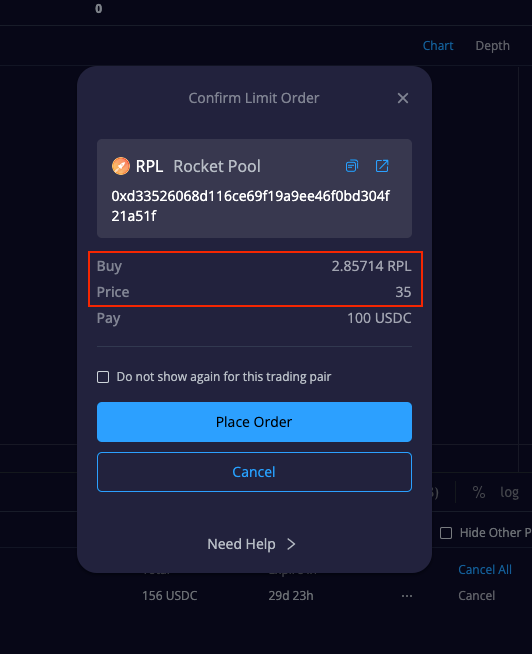 0
Chart Depth
Confirm Limit Order
RPL Rocket Pool
0xd33526068d116ce69f19a9ee46f0bd304f
21a51f
Buy 2.85714 RPL
Price 35
Pay 100 USDC
Do not show again for this trading pair
Place Order
Cancel
% log
Need Help
Hide Other P
Cancel All
156 USDC 29d 23h ... Cancel